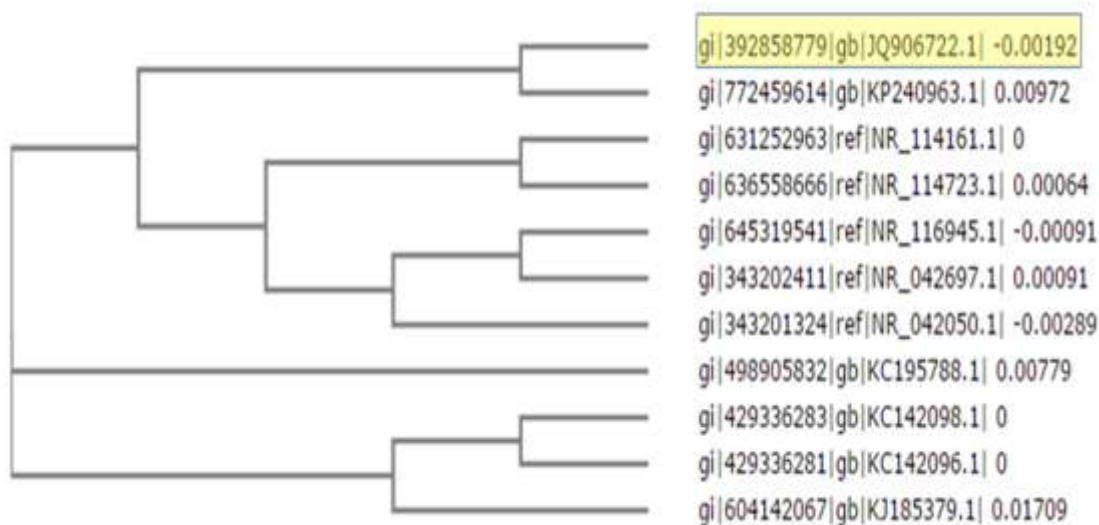 gi|392858779|gb|JQ906722.1| -0.00192
gi|772459614|gb|KP240963.1| 0.00972
gi|631252963|ref|NR_114161.1| 0
gi|636558666|ref|NR_114723.1| 0.00064
gi|645319541|ref|NR_116945.1| -0.00091
gi|343202411|ref|NR_042697.1| 0.00091
gi|343201324|ref|NR_042050.1| -0.00289
gi|498905832|gb|KC195788.1| 0.00779
gi|429336283|gb|KC142098.1| 0
gi|429336281|gb|KC142096.1| 0
gi|604142067|gb|KJ185379.1| 0.01709